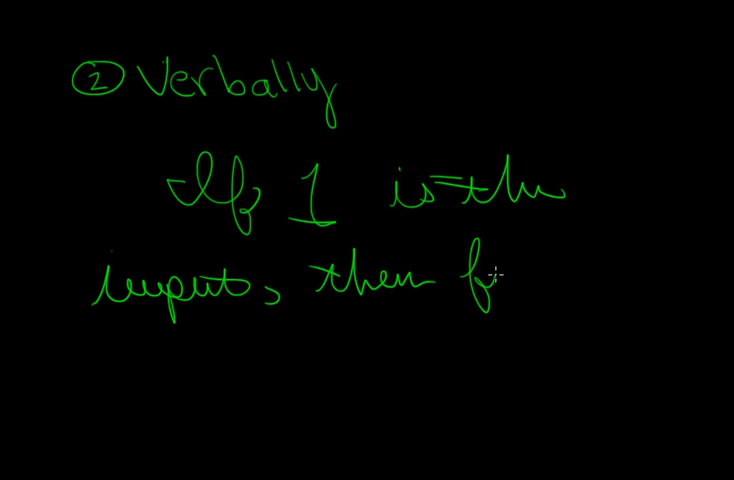 ② Verbally
If 1 is the
input, then f